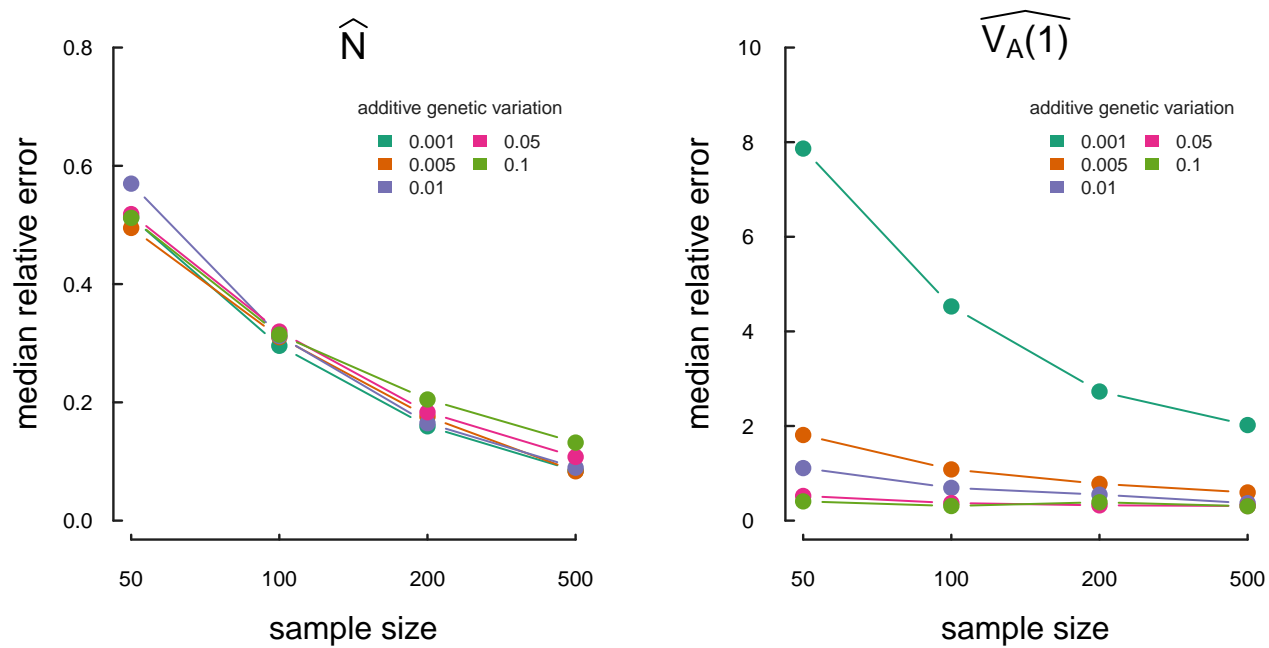 N̂
0.8
0.6
0.4
0.2
0.0
median relative error
additive genetic variation
0.001 0.05
0.005 0.1
0.01
50 100 200 500
sample size
V̂_A(1)
10
8
6
4
2
0
median relative error
additive genetic variation
0.001 0.05
0.005 0.1
0.01
50 100 200 500
sample size